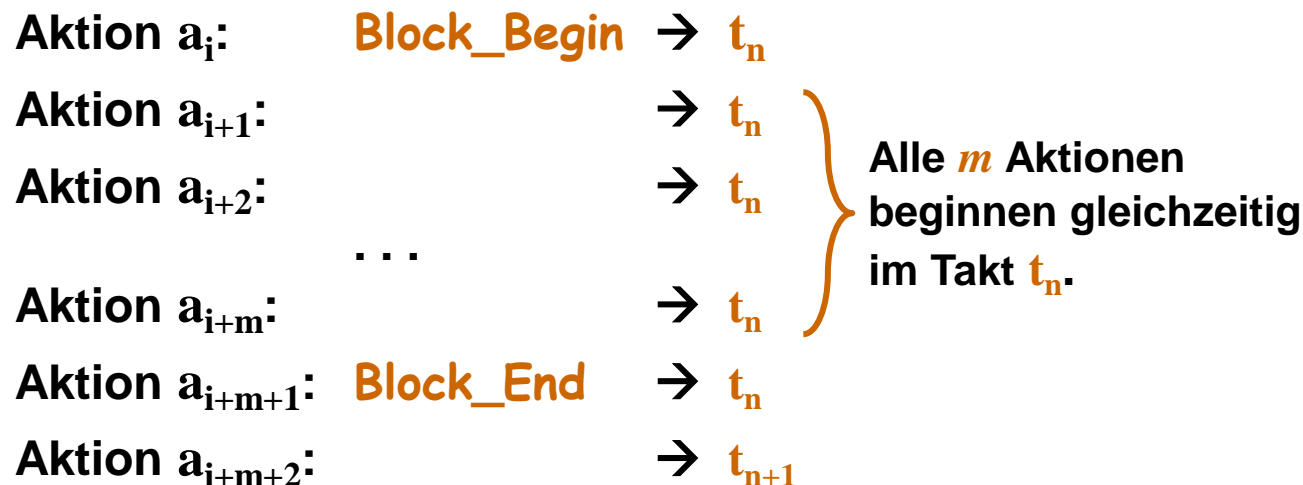 Aktion aᵢ: Block_Begin → tₙ
Aktion aᵢ₊₁: → tₙ
Aktion aᵢ₊₂: → tₙ
. . .
Aktion aᵢ₊ₘ: → tₙ
Aktion aᵢ₊ₘ₊₁: Block_End → tₙ
Aktion aᵢ₊ₘ₊₂: → tₙ₊₁
Alle m Aktionen
beginnen gleichzeitig
im Takt tₙ.